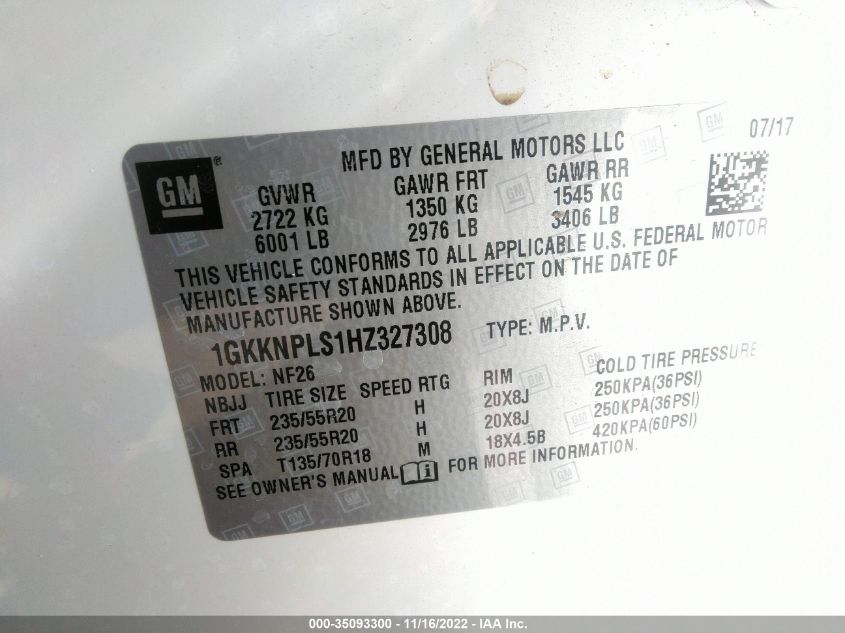 07/17
GM ®
MFD BY GENERAL MOTORS LLC
GVWR GAWR FRT GAWR RR
2722 KG 1350 KG 1545 KG
6001 LB 2976 LB 3406 LB
THIS VEHICLE CONFORMS TO ALL APPLICABLE U.S. FEDERAL MOTOR
VEHICLE SAFETY STANDARDS IN EFFECT ON THE DATE OF
MANUFACTURE SHOWN ABOVE.
1GKKNPLS1HZ327308 TYPE: M.P.V.
MODEL: NF26
NBJJ TIRE SIZE SPEED RTG RIM COLD TIRE PRESSURE
FRT 235/55R20 H 20X8J 250KPA(36PSI)
RR 235/55R20 H 20X8J 250KPA(36PSI)
SPA T135/70R18 M 18X4.5B 420KPA(60PSI)
SEE OWNER'S MANUAL FOR MORE INFORMATION.
000-35093300 - 11/16/2022 - IAA Inc.